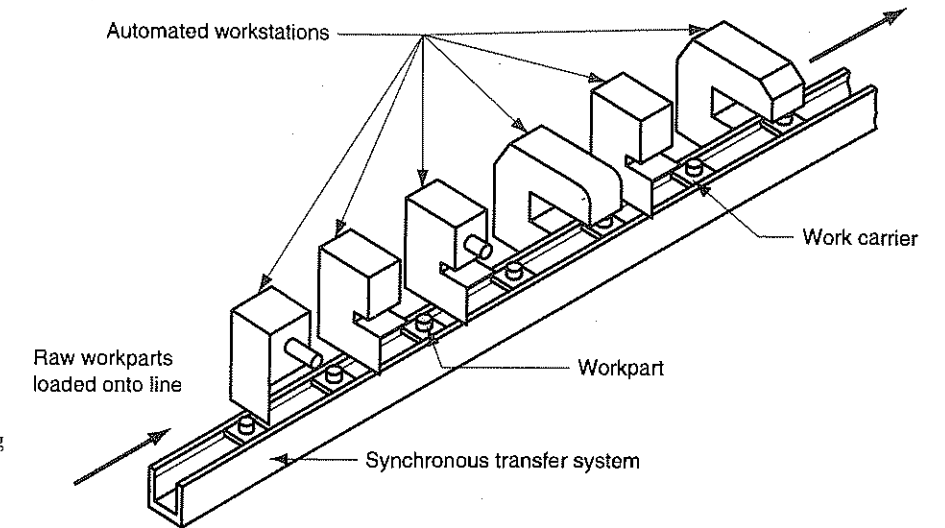 Automated workstations
Work carrier
Raw workparts
loaded onto line
Workpart
g
Synchronous transfer system